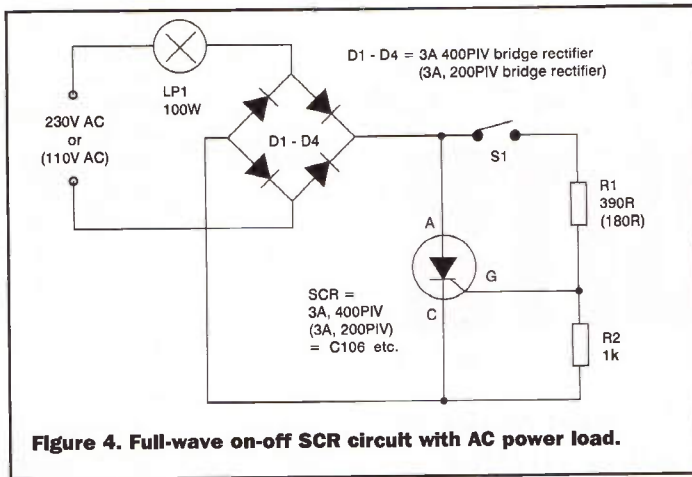 D1 - D4 = 3A 400PIV bridge rectifier
(3A, 200PIV bridge rectifier)
LP1
100W
230V AC
or
(110V AC)
D1 - D4
S1
R1
390R
(180R)
A
G
C
SCR =
3A, 400PIV
(3A, 200PIV)
= C106 etc.
R2
1k
Figure 4. Full-wave on-off SCR circuit with AC power load.